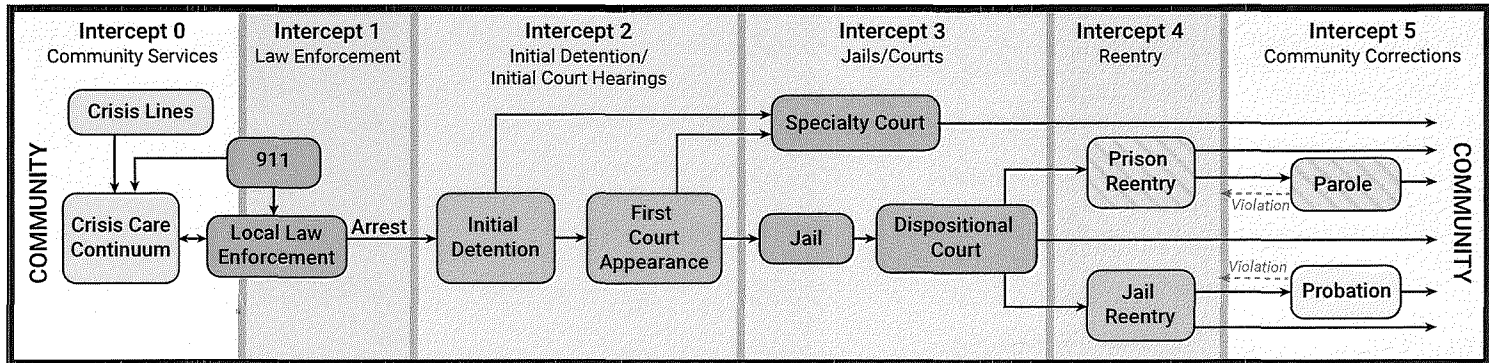 Intercept 0
Community Services
Intercept 1
Law Enforcement
Intercept 2
Initial Detention/
Initial Court Hearings
Intercept 3
Jails/Courts
Intercept 4
Reentry
Intercept 5
Community Corrections
COMMUNITY
Crisis Lines
911
Crisis Care
Continuum
Local Law
Enforcement
Arrest
Initial
Detention
First
Court
Appearance
Specialty Court
Jail
Dispositional
Court
Prison
Reentry
Parole
Violation
Violation
Jail
Reentry
Probation
COMMUNITY